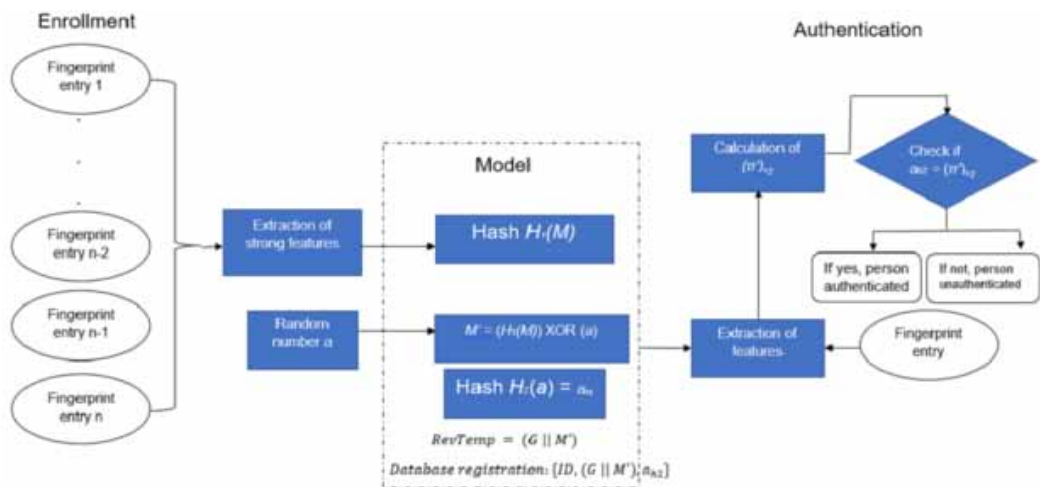 Enrollment
Fingerprint
entry 1
Fingerprint
entry n-2
Fingerprint
entry n-1
Fingerprint
entry n
Extraction of
strong features
Random
number a
Model
Hash H₁(M)
M' = (H₁(M)) XOR (a)
Hash H₂(a) = aₕ₂
RevTemp = (G || M')
Database registration: {ID, (G || M'), aₕ₂}
Authentication
Calculation of
(π')ₕ₂
Check if
aₕ₂ = (π')ₕ₂
If yes, person
authenticated
If not, person
unauthenticated
Extraction of
features
Fingerprint
entry